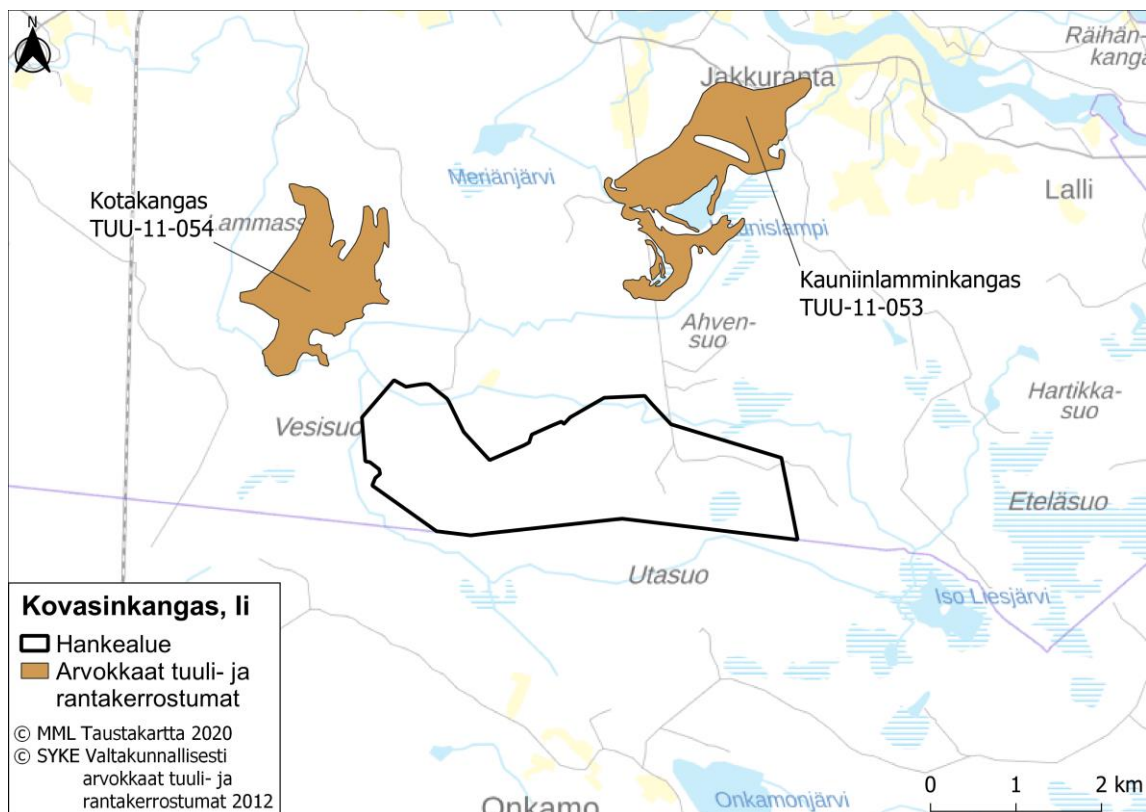 N
Räihän-
kanga
Jakkuranta
Meriänjärvi
Lalli
Kotakangas
TUU-11-054
ammass
nislampi
Kauniinlamminkangas
TUU-11-053
Ahven-
suo
Hartikka-
suo
Vesisuo
Eteläsuo
Utasuo
Iso Liesjärvi
Kovasinkangas, Ii
Hankealue
Arvokkaat tuuli- ja
rantakerrostumat
© MML Taustakartta 2020
© SYKE Valtakunnallisesti
arvokkaat tuuli- ja
rantakerrostumat 2012
Onkamo
Onkamonjärvi
0 1 2 km